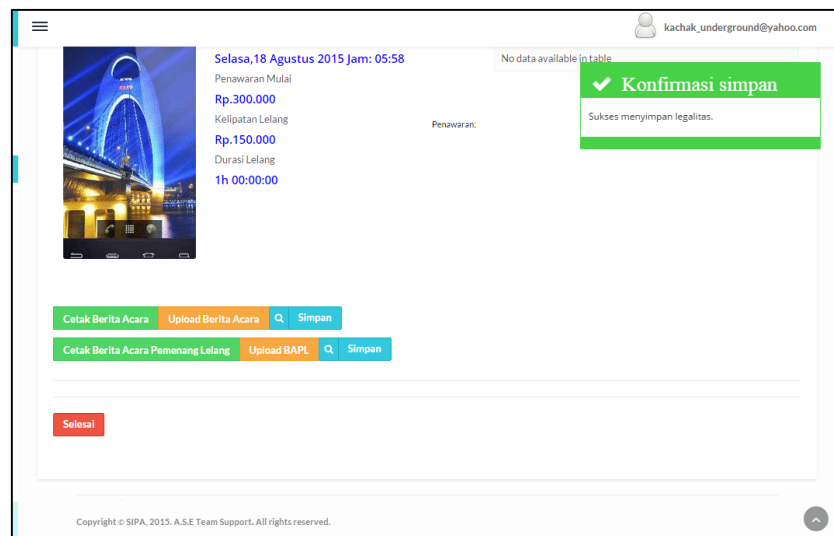 kachak_underground@yahoo.com
Selasa,18 Agustus 2015 Jam: 05:58
Penawaran Mulai
Rp.300.000
Kelipatan Lelang
Rp.150.000
Durasi Lelang
1h 00:00:00
No data available in table
Penawaran:
Konfirmasi simpan
Sukses menyimpan legalitas.
Cetak Berita Acara Upload Berita Acara Simpan
Cetak Berita Acara Pemenang Lelang Upload BAPL Simpan
Selesai
Copyright © SIPA, 2015. A.S.E Team Support. All rights reserved.